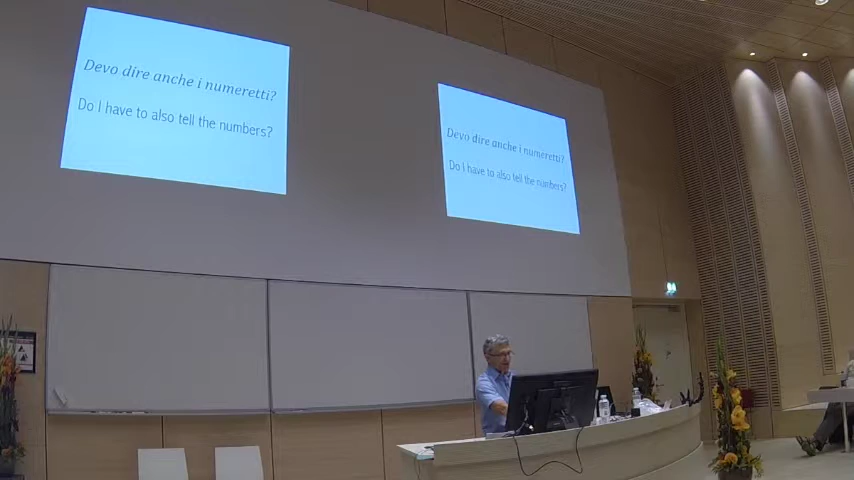 Devo dire anche i numeretti?
Do I have to also tell the numbers?
Devo dire anche i numeretti?
Do I have to also tell the numbers?